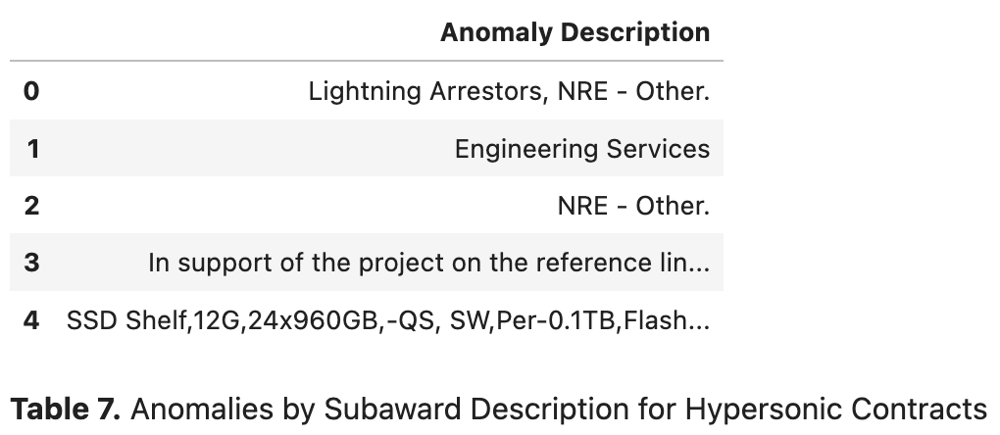 Anomaly Description
0 Lightning Arrestors, NRE - Other.
1 Engineering Services
2 NRE - Other.
3 In support of the project on the reference lin...
4 SSD Shelf,12G,24x960GB,-QS, SW,Per-0.1TB,Flash...
Table 7. Anomalies by Subaward Description for Hypersonic Contracts